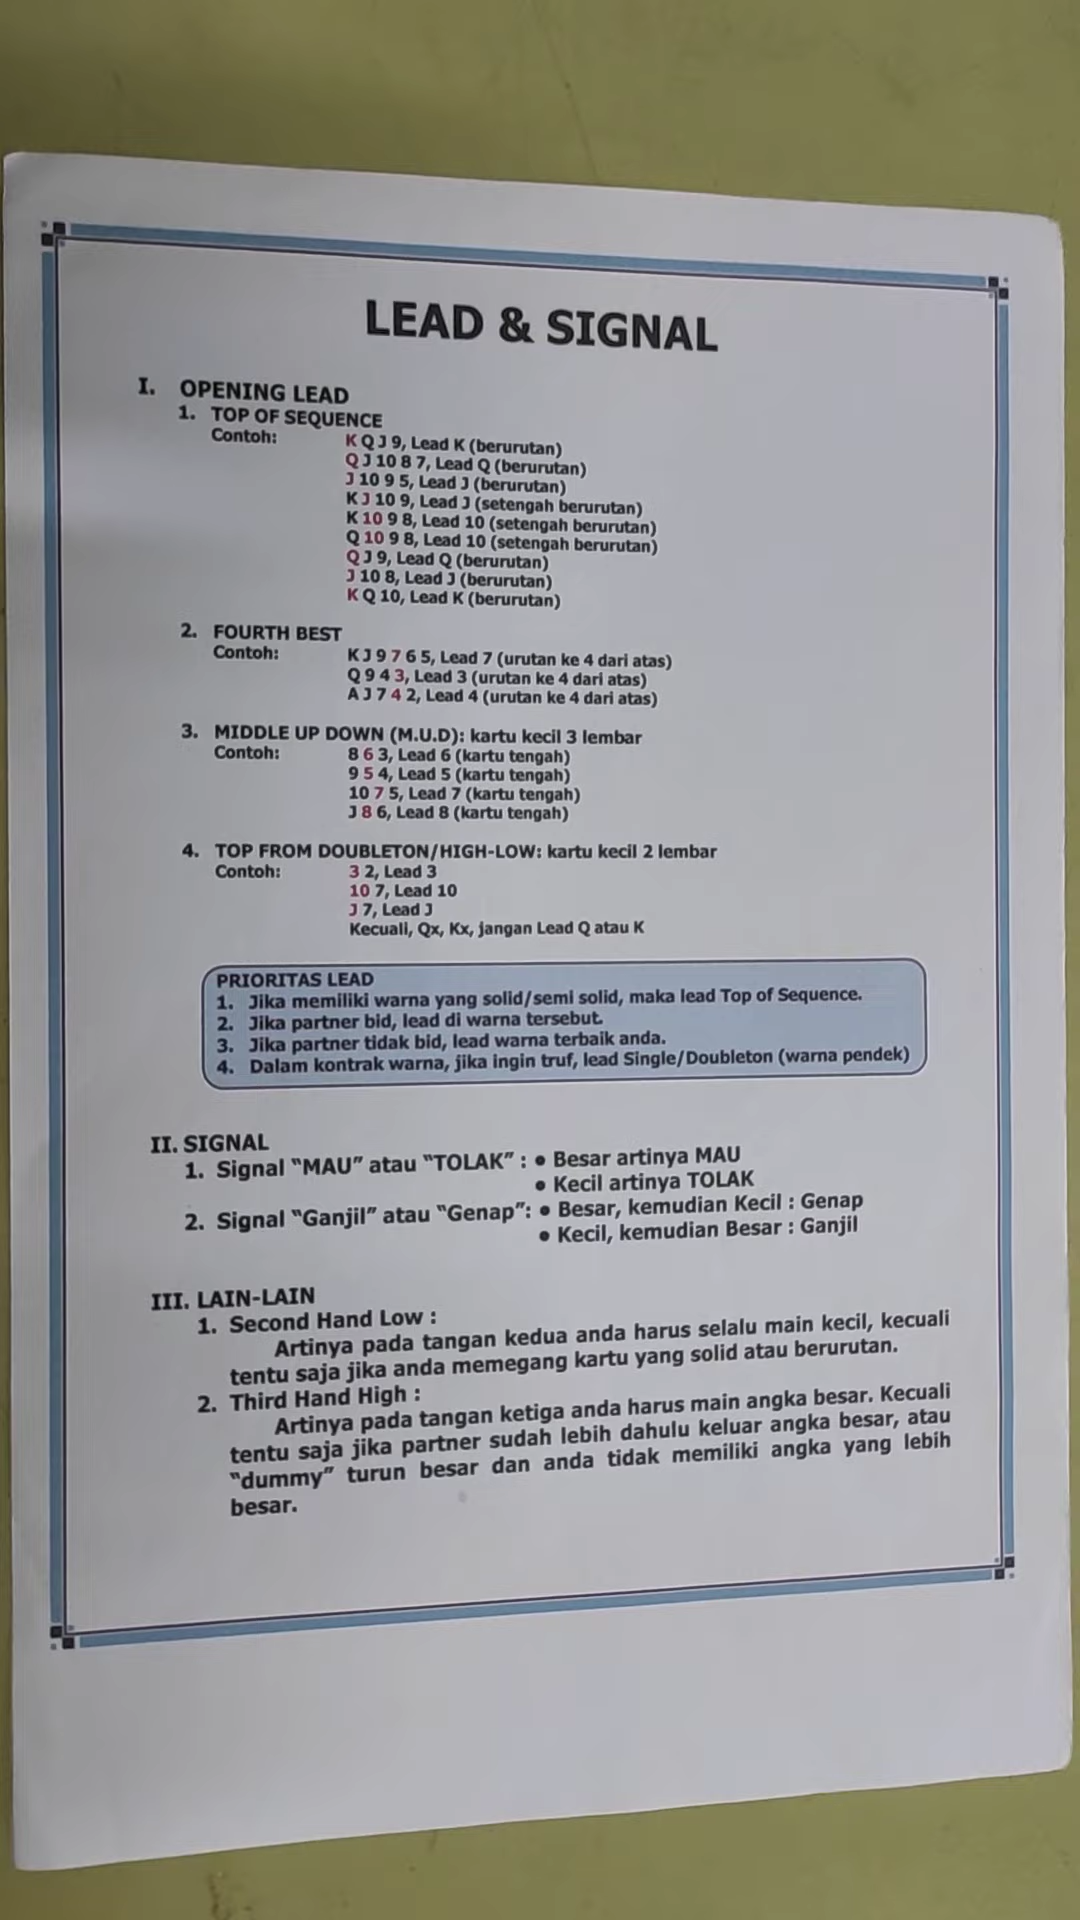 LEAD & SIGNAL
I. OPENING LEAD
1. TOP OF SEQUENCE
Contoh: K Q J 9, Lead K (berurutan)
Q J 10 8 7, Lead Q (berurutan)
J 10 9 5, Lead J (berurutan)
K J 10 9, Lead J (setengah berurutan)
K 10 9 8, Lead 10 (setengah berurutan)
Q 10 9 8, Lead 10 (setengah berurutan)
Q J 9, Lead Q (berurutan)
J 10 8, Lead J (berurutan)
K Q 10, Lead K (berurutan)
2. FOURTH BEST
Contoh: K J 9 7 6 5, Lead 7 (urutan ke 4 dari atas)
Q 9 4 3, Lead 3 (urutan ke 4 dari atas)
A J 7 4 2, Lead 4 (urutan ke 4 dari atas)
3. MIDDLE UP DOWN (M.U.D): kartu kecil 3 lembar
Contoh: 8 6 3, Lead 6 (kartu tengah)
9 5 4, Lead 5 (kartu tengah)
10 7 5, Lead 7 (kartu tengah)
J 8 6, Lead 8 (kartu tengah)
4. TOP FROM DOUBLETON/HIGH-LOW: kartu kecil 2 lembar
Contoh: 3 2, Lead 3
10 7, Lead 10
J 7, Lead J
Kecuali, Qx, Kx, jangan Lead Q atau K
PRIORITAS LEAD
1. Jika memiliki warna yang solid/semi solid, maka lead Top of Sequence.
2. Jika partner bid, lead di warna tersebut.
3. Jika partner tidak bid, lead warna terbaik anda.
4. Dalam kontrak warna, jika ingin truf, lead Single/Doubleton (warna pendek)
II. SIGNAL
1. Signal “MAU” atau “TOLAK” : • Besar artinya MAU
• Kecil artinya TOLAK
2. Signal “Ganjil” atau “Genap”: • Besar, kemudian Kecil : Genap
• Kecil, kemudian Besar : Ganjil
III. LAIN-LAIN
1. Second Hand Low :
Artinya pada tangan kedua anda harus selalu main kecil, kecuali
tentu saja jika anda memegang kartu yang solid atau berurutan.
2. Third Hand High :
Artinya pada tangan ketiga anda harus main angka besar. Kecuali
tentu saja jika partner sudah lebih dahulu keluar angka besar, atau
“dummy” turun besar dan anda tidak memiliki angka yang lebih
besar.